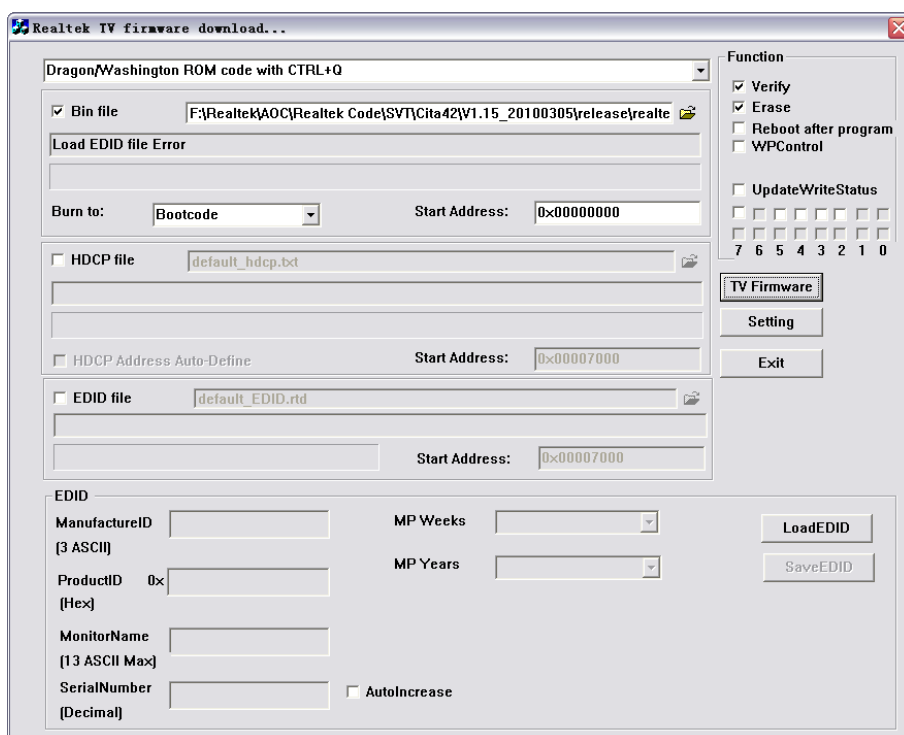 Realtek TV firmware download...
Dragon/Washington ROM code with CTRL+Q
Bin file F:\Realtek\AOC\Realtek Code\SVT\Cita42\V1.15_20100305\release\realte
Load EDID file Error
Burn to: Bootcode Start Address: 0x00000000
HDCP file default_hdcp.txt
HDCP Address Auto-Define Start Address: 0x00007000
EDID file default_EDID.rtd
Start Address: 0x00007000
Function
Verify
Erase
Reboot after program
WPControl
UpdateWriteStatus
7 6 5 4 3 2 1 0
TV Firmware
Setting
Exit
EDID
ManufactureID
(3 ASCII)
ProductID 0x
(Hex)
MonitorName
(13 ASCII Max)
SerialNumber
(Decimal)
AutoIncrease
MP Weeks
MP Years
LoadEDID
SaveEDID